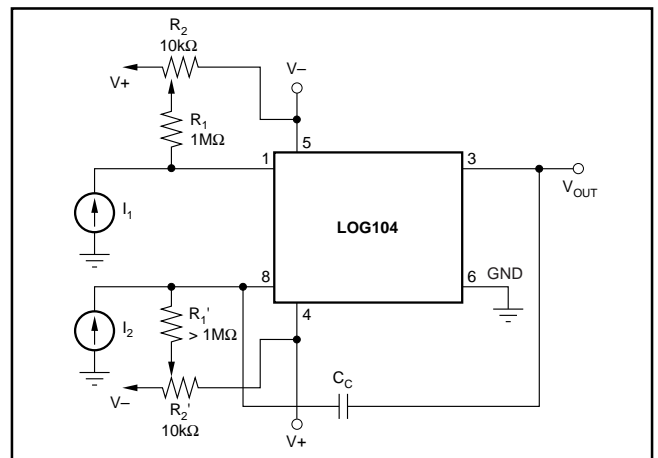 R2
10kΩ
V+
V–
R1
1MΩ
5
1
3
I1
VOUT
LOG104
8
6
GND
I2
R1'
> 1MΩ
4
V–
R2'
10kΩ
CC
V+